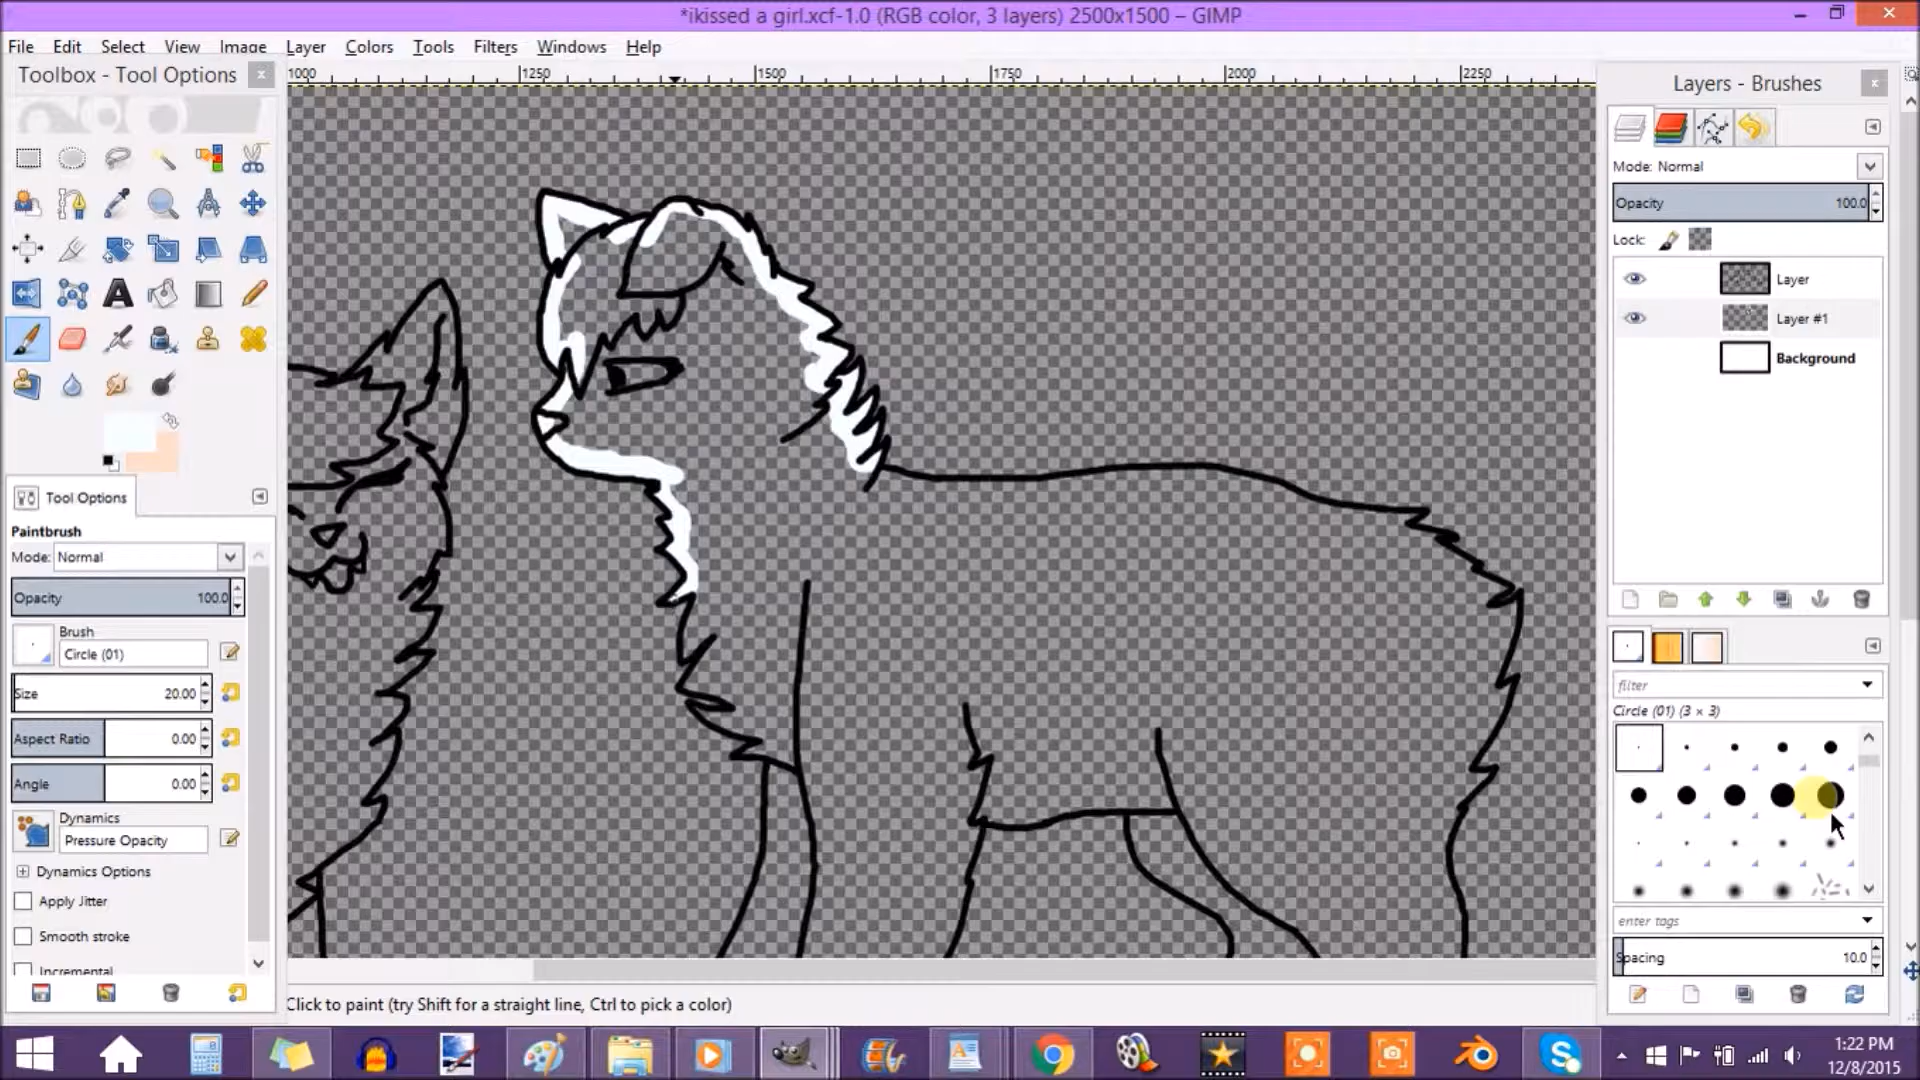 *ikissed a girl.xcf-1.0 (RGB color, 3 layers) 2500x1500 – GIMP
File Edit Select View Image Layer Colors Tools Filters Windows Help
Toolbox - Tool Options
1000 1250 1500 1750 2000 2250
Layers - Brushes
Mode: Normal
Opacity 100.0
Lock:
Layer
Layer #1
Background
Tool Options
Paintbrush
Mode: Normal
Opacity 100.0
Brush
Circle (01)
Size 20.00
Aspect Ratio 0.00
Angle 0.00
Dynamics
Pressure Opacity
Dynamics Options
Apply Jitter
Smooth stroke
Incremental
filter
Circle (01) (3 × 3)
enter tags
Spacing 10.0
Click to paint (try Shift for a straight line, Ctrl to pick a color)
1:22 PM
12/8/2015